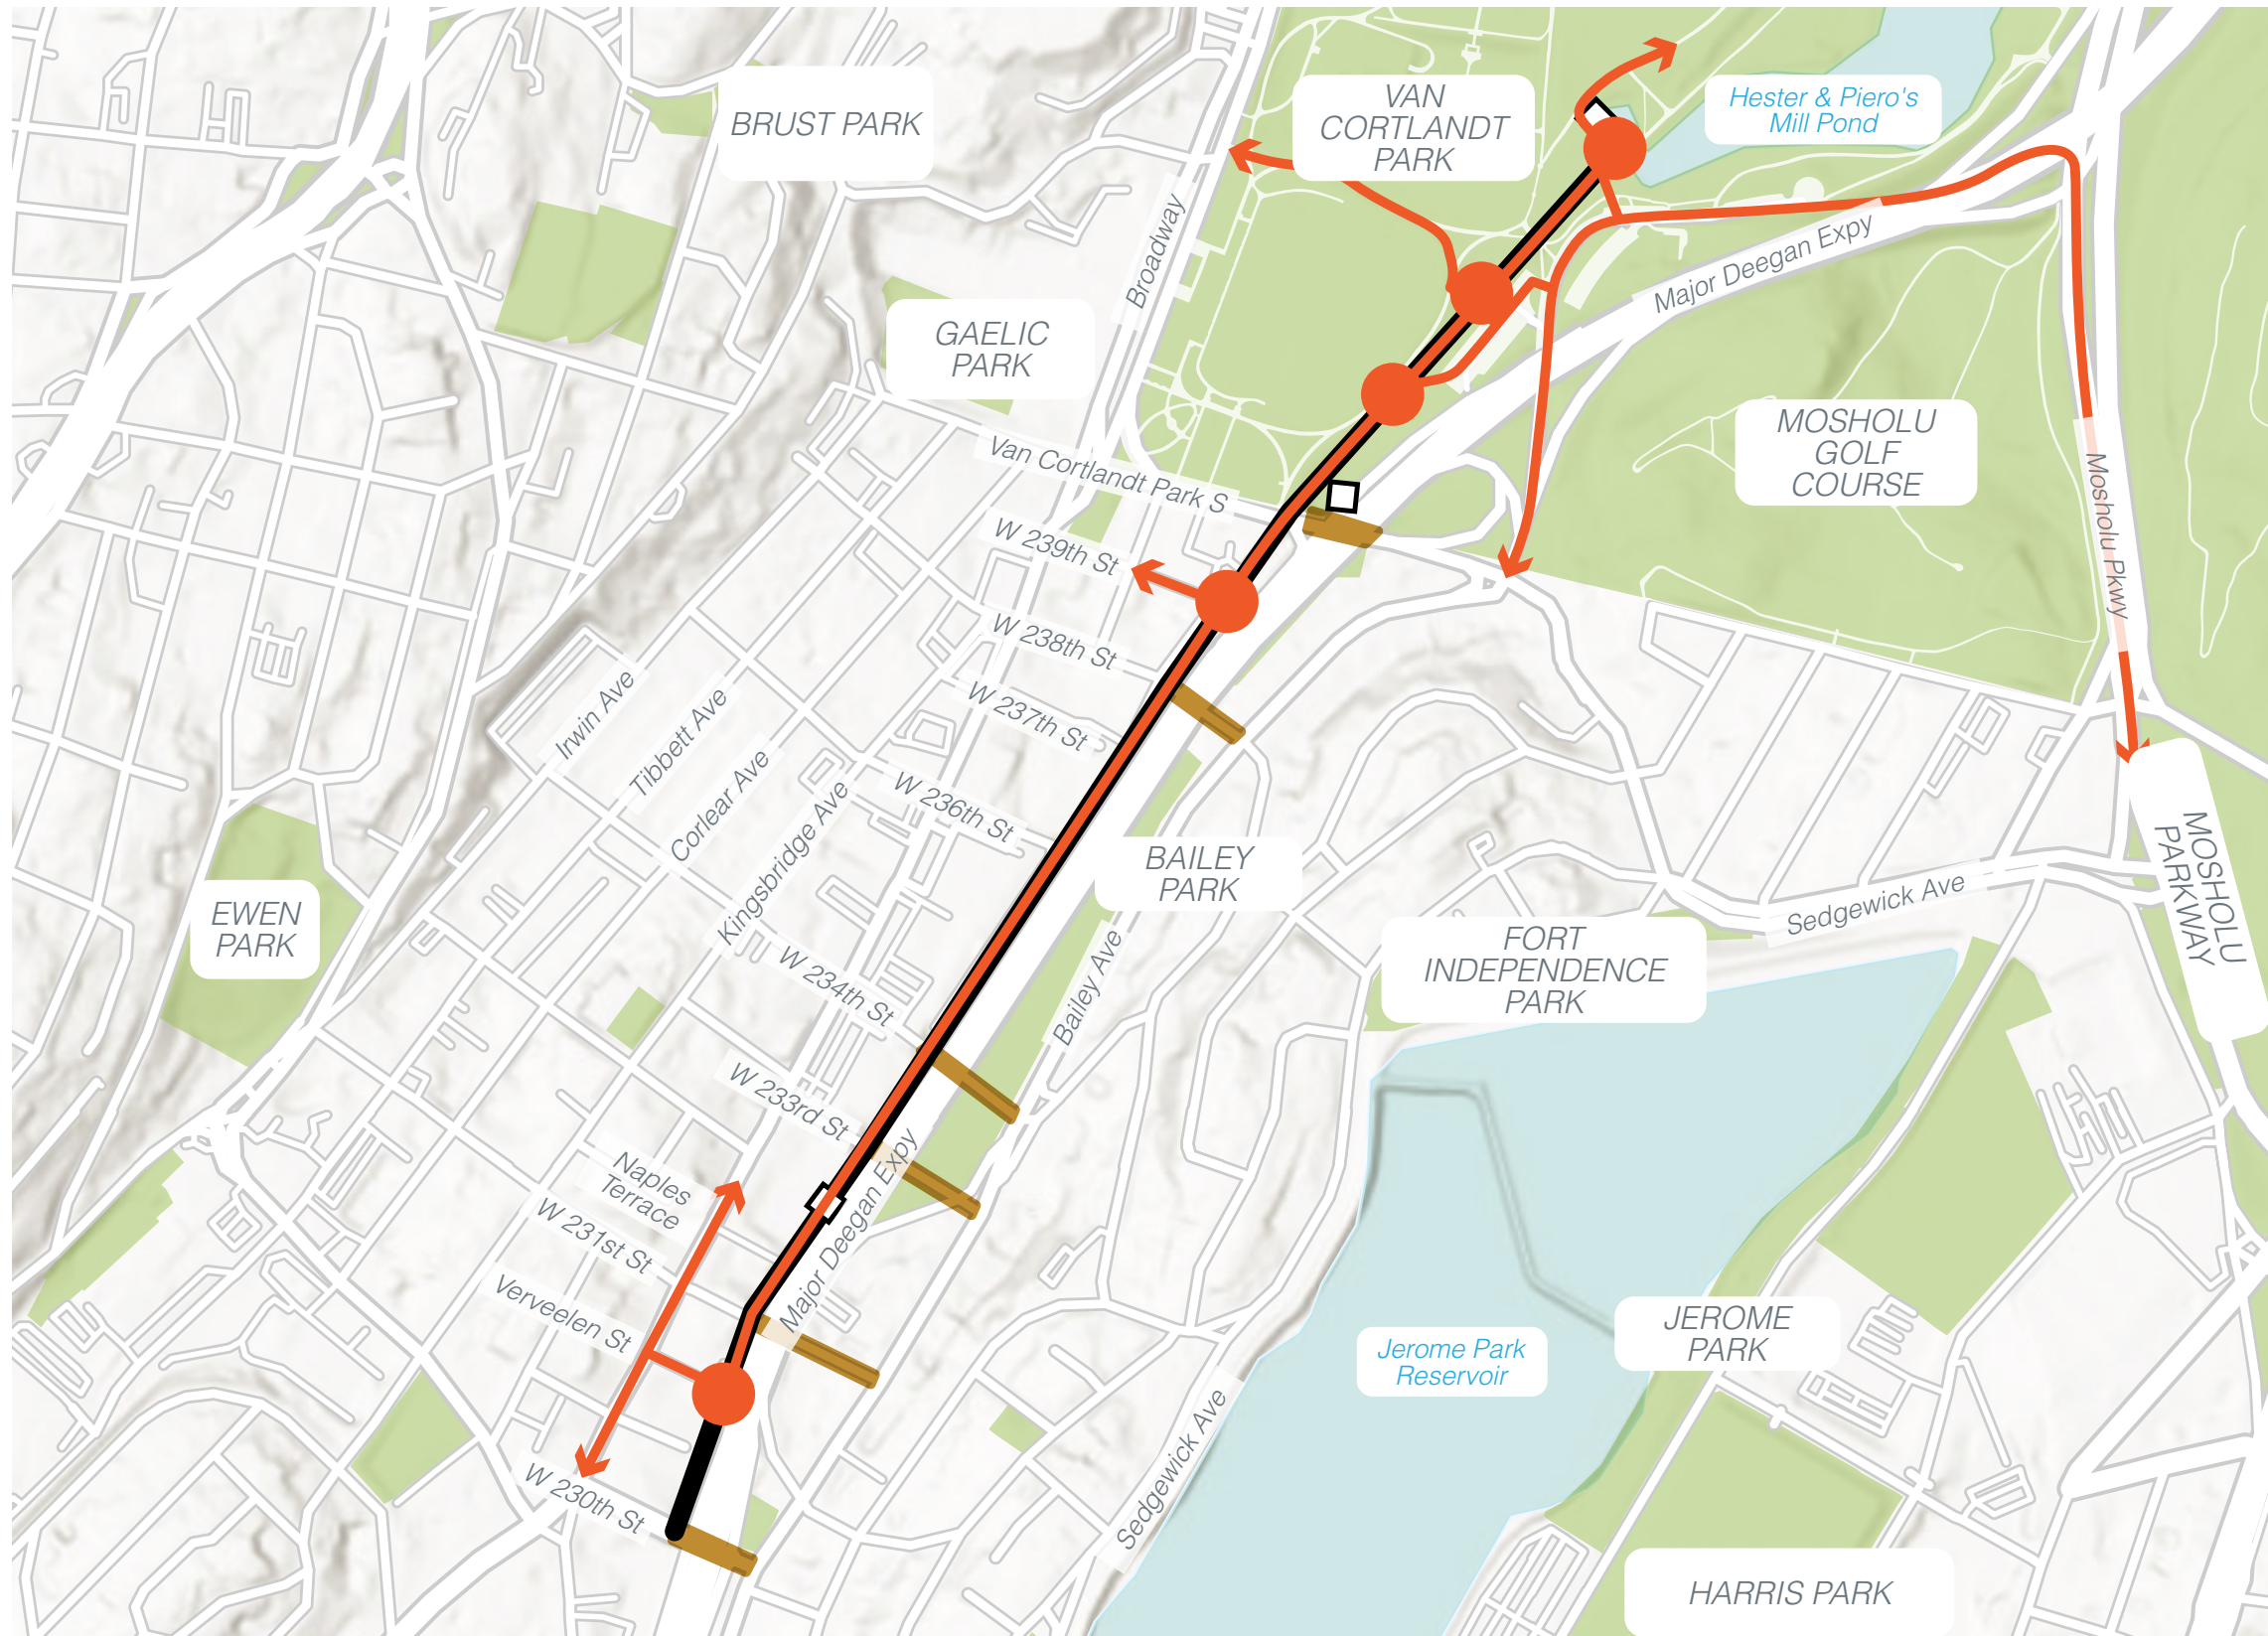 BRUST PARK
VAN
CORTLANDT
PARK
Hester & Piero's
Mill Pond
Broadway
Major Deegan Expy
GAELIC
PARK
MOSHOLU
GOLF
COURSE
Van Cortlandt Park S
Mosholu Pkwy
W 239th St
W 238th St
W 237th St
Irwin Ave
Tibbett Ave
Corlear Ave
Kingsbridge Ave
W 236th St
BAILEY
PARK
MOSHOLU
PARKWAY
EWEN
PARK
Sedgewick Ave
FORT
INDEPENDENCE
PARK
W 234th St
Bailey Ave
W 233rd St
Naples
Terrace
Major Deegan Expy
W 231st St
Verveelen St
JEROME
PARK
Jerome Park
Reservoir
Sedgewick Ave
W 230th St
HARRIS PARK